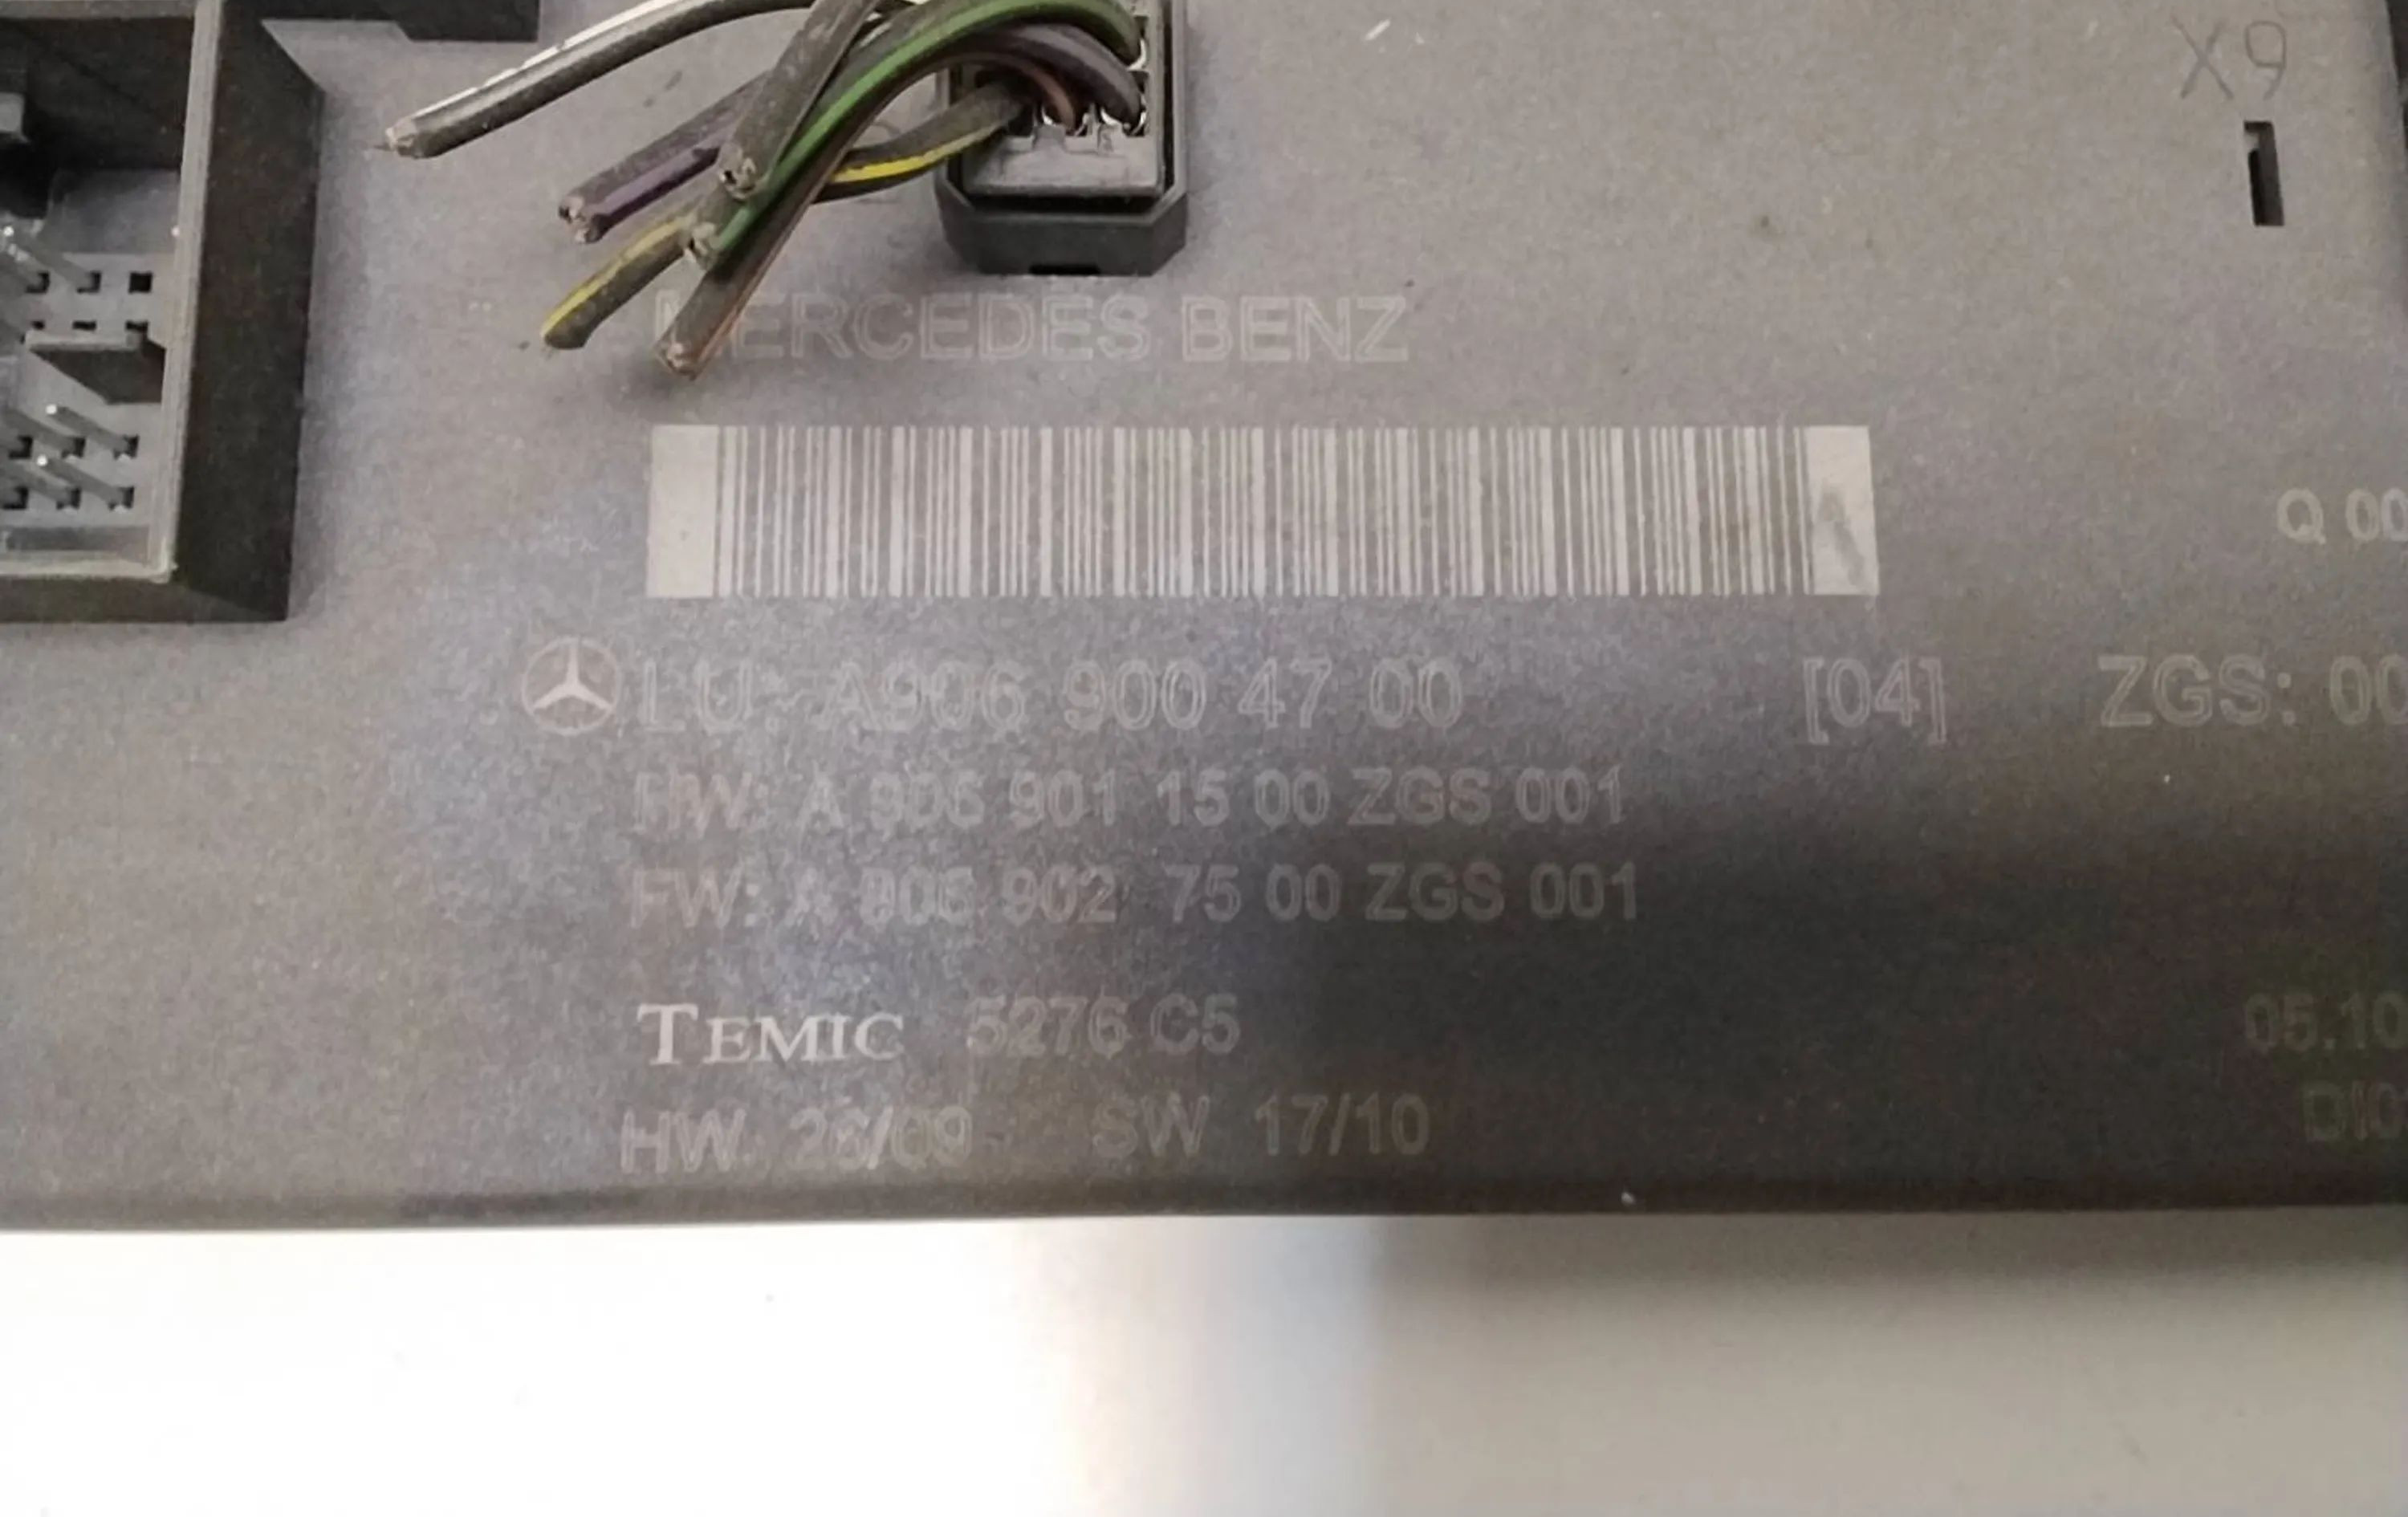 X9
MERCEDES BENZ
Q 00
LU: A906 900 47 00 [04] ZGS: 00
HW: A 906 901 15 00 ZGS 001
FW: A 906 902 75 00 ZGS 001
TEMIC 5276 C5 05.10
HW: 26/09 SW 17/10